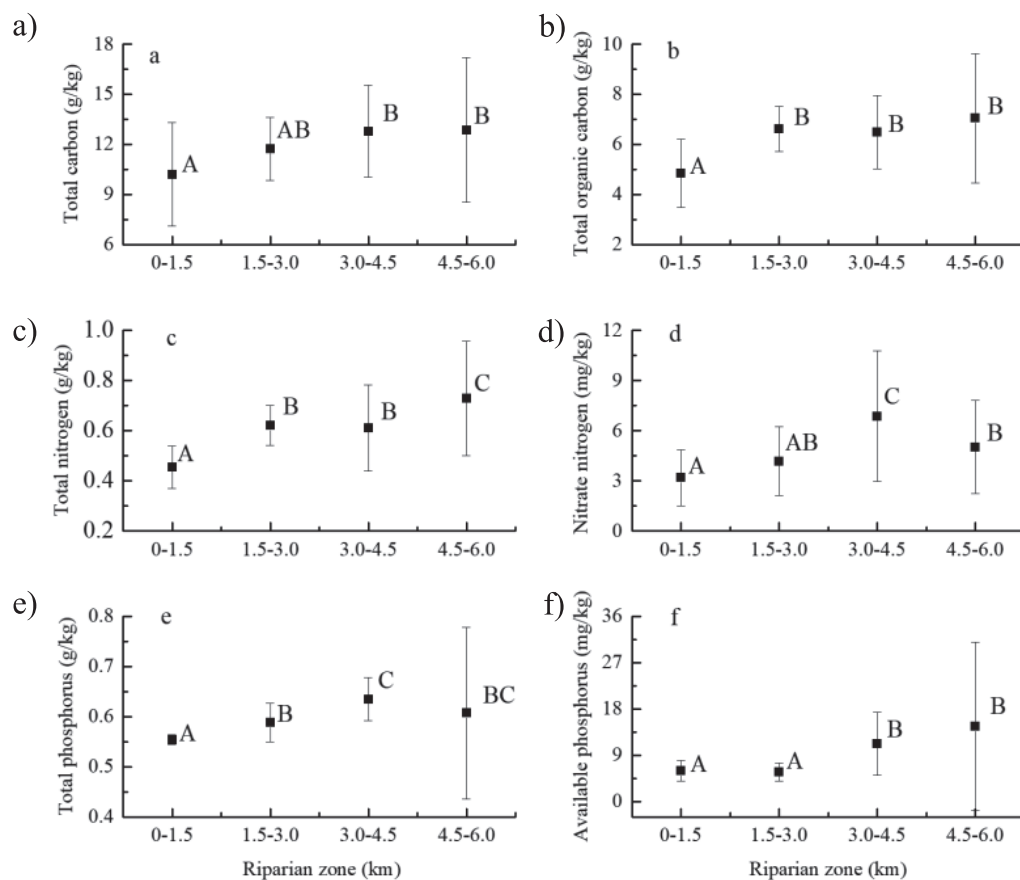 a)
a
Total carbon (g/kg)
18
15
12
9
6
A
AB
B
B
0-1.5
1.5-3.0
3.0-4.5
4.5-6.0
b)
b
Total organic carbon (g/kg)
10
8
6
4
2
A
B
B
B
0-1.5
1.5-3.0
3.0-4.5
4.5-6.0
c)
c
Total nitrogen (g/kg)
1.0
0.8
0.6
0.4
0.2
A
B
B
C
0-1.5
1.5-3.0
3.0-4.5
4.5-6.0
d)
d
Nitrate nitrogen (mg/kg)
12
9
6
3
0
A
AB
C
B
0-1.5
1.5-3.0
3.0-4.5
4.5-6.0
e)
e
Total phosphorus (g/kg)
0.8
0.7
0.6
0.5
0.4
A
B
C
BC
0-1.5
1.5-3.0
3.0-4.5
4.5-6.0
Riparian zone (km)
f)
f
Available phosphorus (mg/kg)
36
27
18
9
0
A
A
B
B
0-1.5
1.5-3.0
3.0-4.5
4.5-6.0
Riparian zone (km)